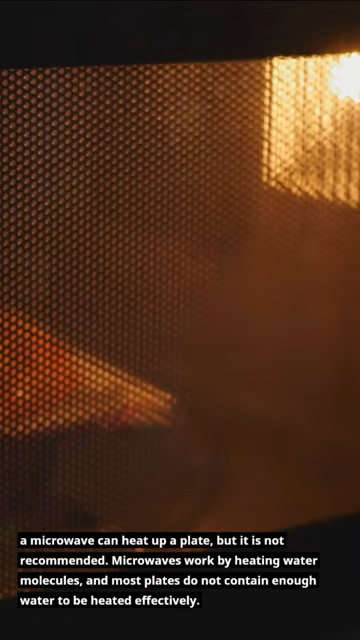 a microwave can heat up a plate, but it is not
recommended. Microwaves work by heating water
molecules, and most plates do not contain enough
water to be heated effectively.